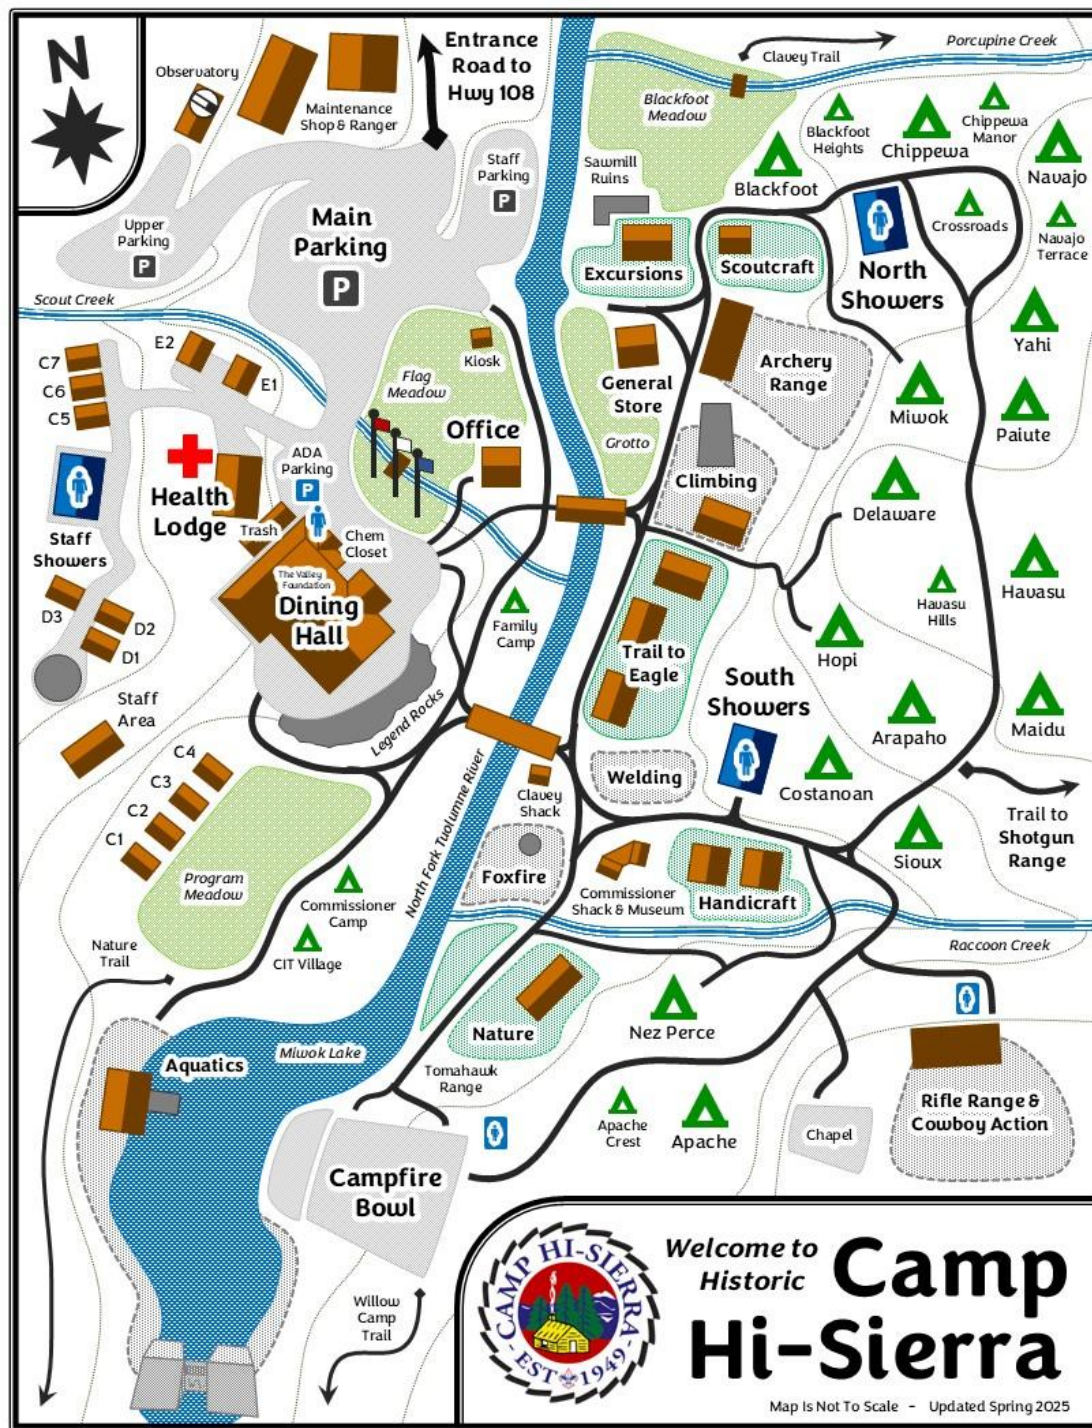 N
Observatory
Maintenance
Shop & Ranger
Entrance
Road to
Hwy 108
Clavey Trail
Porcupine Creek
Blackfoot
Meadow
Blackfoot
Heights
Chippewa
Chippewa
Manor
Navajo
Staff
Parking
P
Sawmill
Ruins
Blackfoot
Upper
Parking
P
Main
Parking
P
Excursions
Scoutcraft
North
Showers
Crossroads
Navajo
Terrace
Scout Creek
Yahi
C7
C6
C5
E2
E1
Kiosk
Flag
Meadow
General
Store
Archery
Range
Miwok
Paiute
Office
Grotto
Health
Lodge
ADA
Parking
P
Climbing
Delaware
Staff
Showers
Trash
Chem
Closet
The Valley
Foundation
Dining
Hall
D3
D2
D1
Family
Camp
Trail to
Eagle
Hopi
Havasu
Hills
Havasu
South
Showers
Staff
Area
Legend Rocks
Arapaho
Maidu
C4
C3
C2
C1
North Fork Tuolumne River
Clavey
Shack
Welding
Costanoan
Trail to
Shotgun
Range
Program
Meadow
Foxfire
Sioux
Commissioner
Camp
Commissioner
Shack & Museum
Handicraft
CIT Village
Nature
Trail
Raccoon Creek
Nature
Nez Perce
Miwok Lake
Aquatics
Tomahawk
Range
Rifle Range &
Cowboy Action
Apache
Crest
Apache
Chapel
Campfire
Bowl
Willow
Camp
Trail
CAMP HI-SIERRA
EST 1949
Welcome to
Historic
Camp
Hi-Sierra
Map Is Not To Scale - Updated Spring 2025